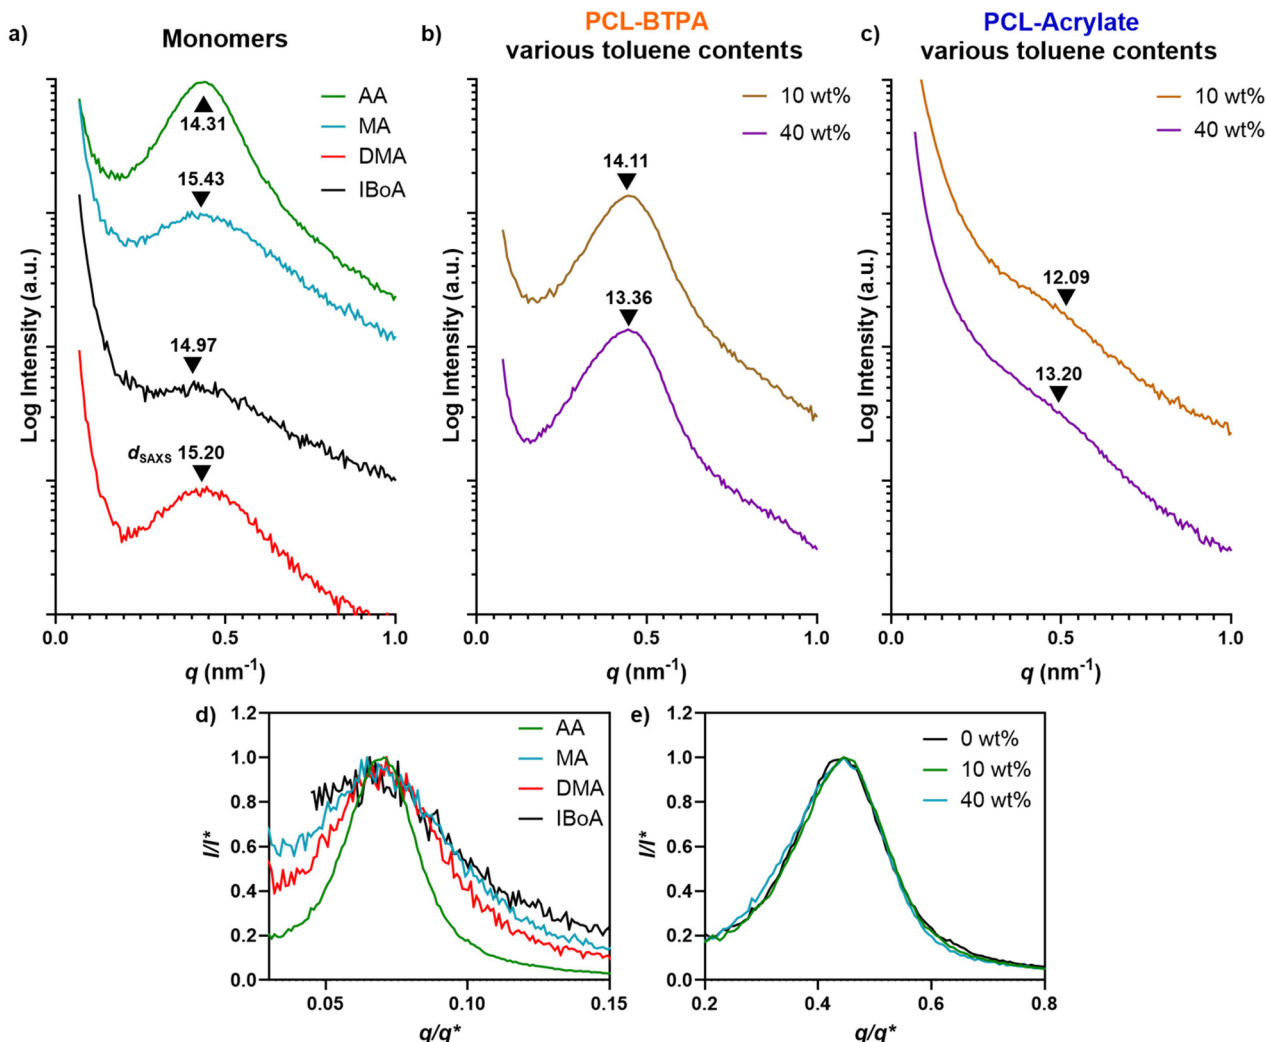 a)
Monomers
AA
MA
DMA
IBoA
14.31
15.43
14.97
dSAXS 15.20
Log Intensity (a.u.)
0.0 0.5 1.0
q (nm-1)
b)
PCL-BTPA
various toluene contents
10 wt%
40 wt%
14.11
13.36
Log Intensity (a.u.)
0.0 0.5 1.0
q (nm-1)
c)
PCL-Acrylate
various toluene contents
10 wt%
40 wt%
12.09
13.20
Log Intensity (a.u.)
0.0 0.5 1.0
q (nm-1)
d)
1.2
1.0
0.8
0.6
0.4
0.2
0.0
I/I*
AA
MA
DMA
IBoA
0.05 0.10 0.15
q/q*
e)
1.2
1.0
0.8
0.6
0.4
0.2
0.0
I/I*
0 wt%
10 wt%
40 wt%
0.2 0.4 0.6 0.8
q/q*